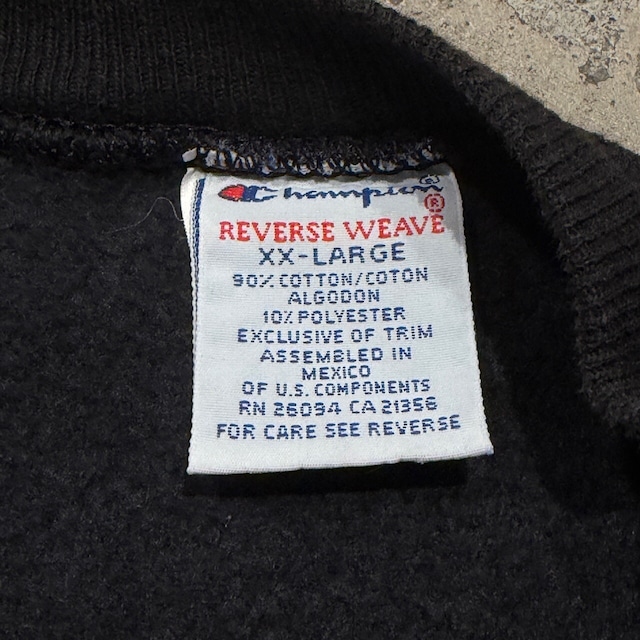 Champion®
REVERSE WEAVE®
XX-LARGE
90% COTTON/COTON
ALGODON
10% POLYESTER
EXCLUSIVE OF TRIM
ASSEMBLED IN
MEXICO
OF U.S. COMPONENTS
RN 26094 CA 21356
FOR CARE SEE REVERSE